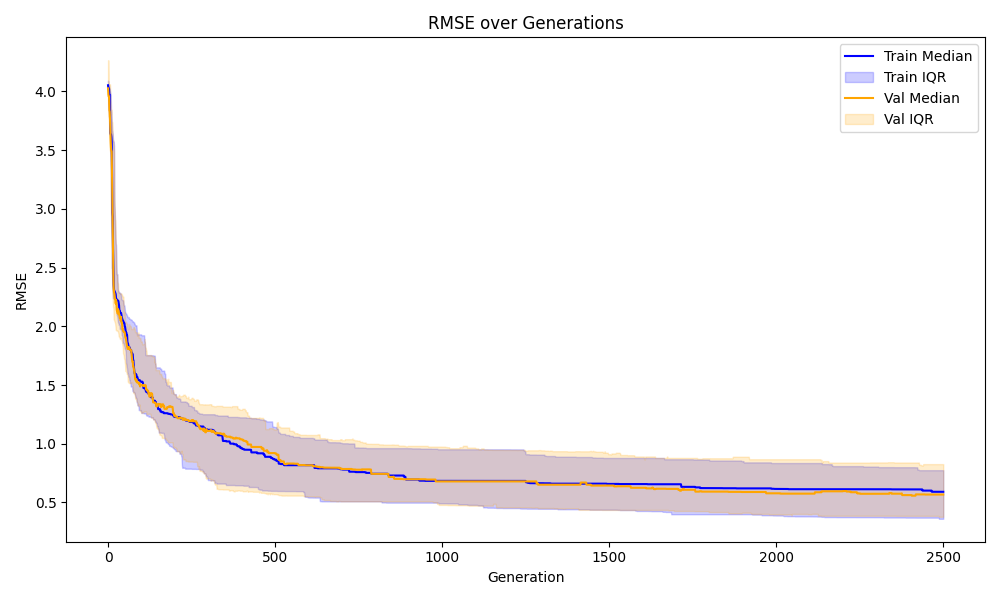 RMSE over Generations
Train Median
Train IQR
Val Median
Val IQR
RMSE
4.0
3.5
3.0
2.5
2.0
1.5
1.0
0.5
0 500 1000 1500 2000 2500
Generation